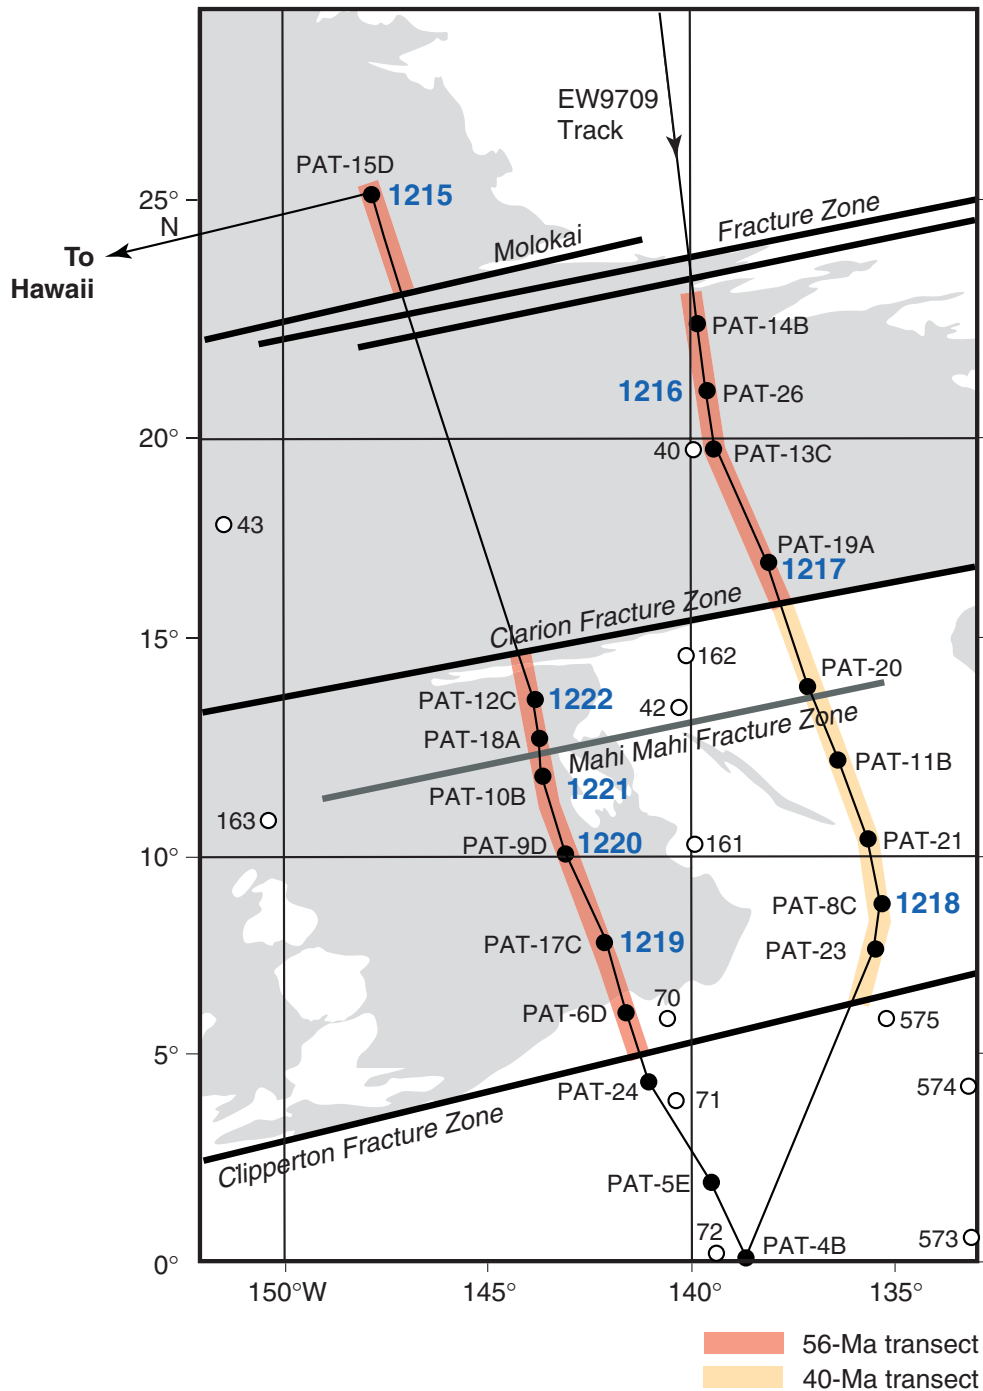 EW9709
Track
PAT-15D
1215
25°
N
To
Hawaii
Molokai
Fracture Zone
PAT-14B
1216
PAT-26
20°
40
PAT-13C
43
PAT-19A
1217
Clarion Fracture Zone
15°
162
PAT-20
PAT-12C
1222
42
PAT-18A
Mahi Mahi Fracture Zone
PAT-11B
PAT-10B
1221
163
PAT-9D
1220
161
PAT-21
10°
PAT-8C
1218
PAT-17C
1219
PAT-23
70
PAT-6D
575
5°
PAT-24
71
574
Clipperton Fracture Zone
PAT-5E
72
PAT-4B
573
0°
150°W
145°
140°
135°
56-Ma transect
40-Ma transect